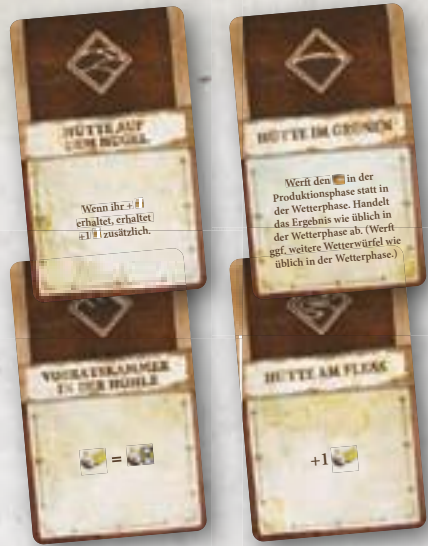 HÜTTE AUF
DEM HÜGEL
Wenn ihr +
erhaltet, erhaltet
+1 zusätzlich.
HÜTTE IM GRÜNEN
Werft den in der
Produktionsphase statt in
der Wetterphase. Handelt
das Ergebnis wie üblich in
der Wetterphase ab. (Werft
ggf. weitere Wetterwürfel wie
üblich in der Wetterphase.)
VORRATSKAMMER
IN DER HÖHLE
=
HÜTTE AM FLUSS
+1